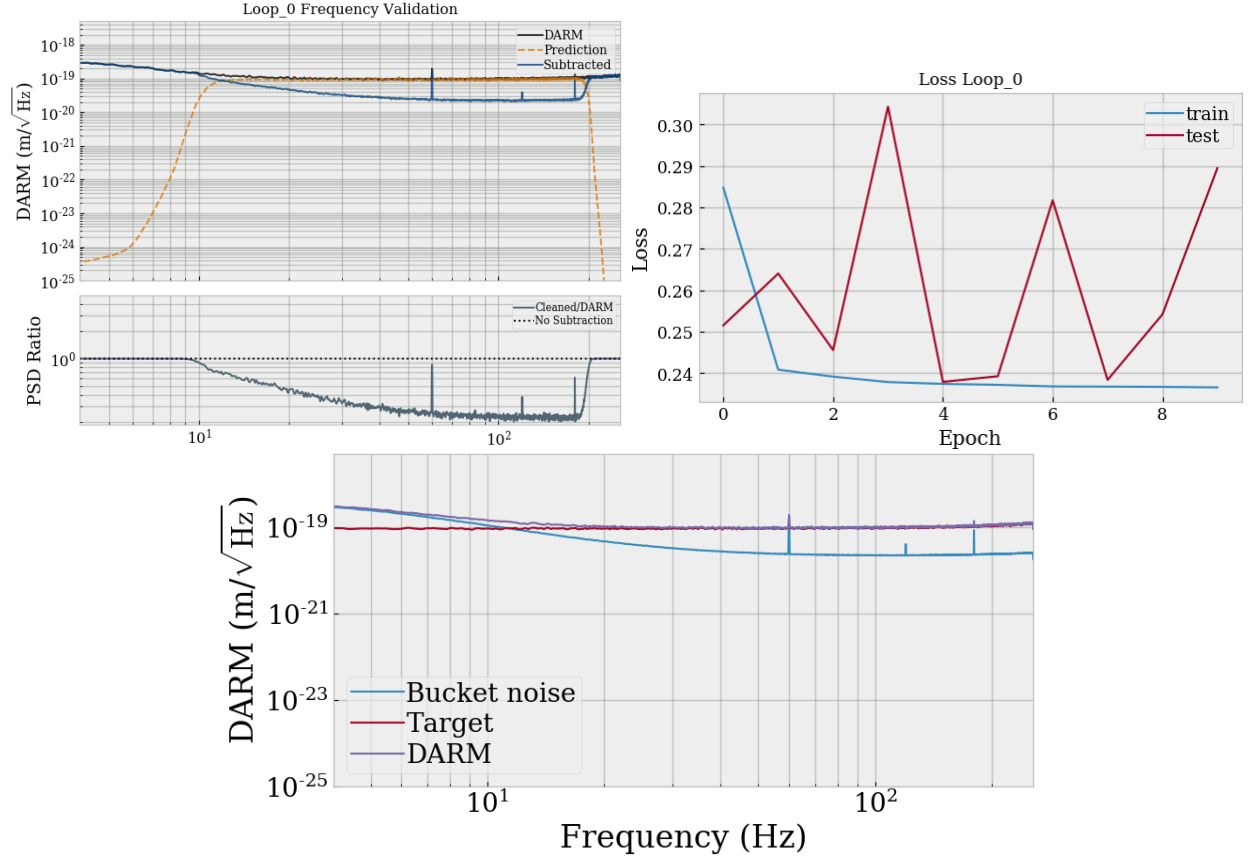 Loop_0 Frequency Validation
DARM (m/√Hz)
10⁻¹⁸
10⁻¹⁹
10⁻²⁰
10⁻²¹
10⁻²²
10⁻²³
10⁻²⁴
10⁻²⁵
DARM
Prediction
Subtracted
PSD Ratio
10⁰
Cleaned/DARM
No Subtraction
10¹ 10²
Loss Loop_0
Loss
0.30
0.29
0.28
0.27
0.26
0.25
0.24
train
test
0 2 4 6 8
Epoch
DARM (m/√Hz)
10⁻¹⁹
10⁻²¹
10⁻²³
10⁻²⁵
Bucket noise
Target
DARM
10¹ 10²
Frequency (Hz)